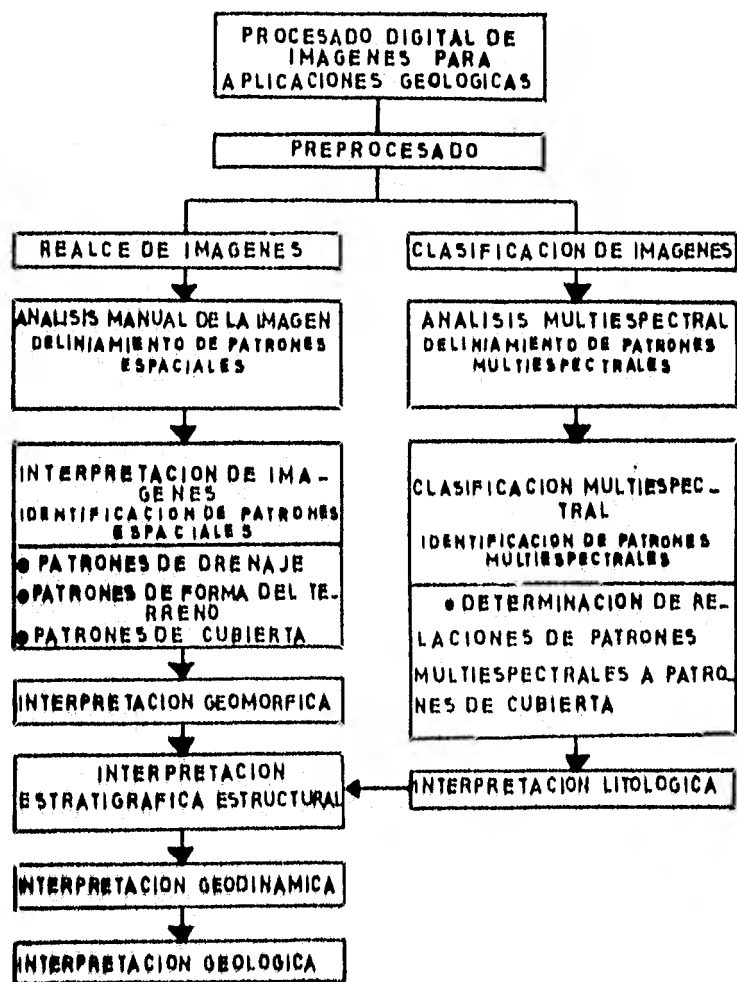 PROCESADO DIGITAL DE
IMAGENES PARA
APLICACIONES GEOLOGICAS
PREPROCESADO
REALCE DE IMAGENES
ANALISIS MANUAL DE LA IMAGEN
DELINIAMIENTO DE PATRONES
ESPACIALES
INTERPRETACION DE IMA-
GENES
IDENTIFICACION DE PATRONES
ESPACIALES
● PATRONES DE DRENAJE
● PATRONES DE FORMA DEL TE-
RRENO
● PATRONES DE CUBIERTA
INTERPRETACION GEOMORFICA
INTERPRETACION
ESTRATIGRAFICA ESTRUCTURAL
INTERPRETACION GEODINAMICA
INTERPRETACION GEOLOGICA
CLASIFICACION DE IMAGENES
ANALISIS MULTIESPECTRAL
DELINIAMIENTO DE PATRONES
MULTIESPECTRALES
CLASIFICACION MULTIESPEC-
TRAL
IDENTIFICACION DE PATRONES
MULTIESPECTRALES
● DETERMINACION DE RE-
LACIONES DE PATRONES
MULTIESPECTRALES A PATRO-
NES DE CUBIERTA
INTERPRETACION LITOLOGICA